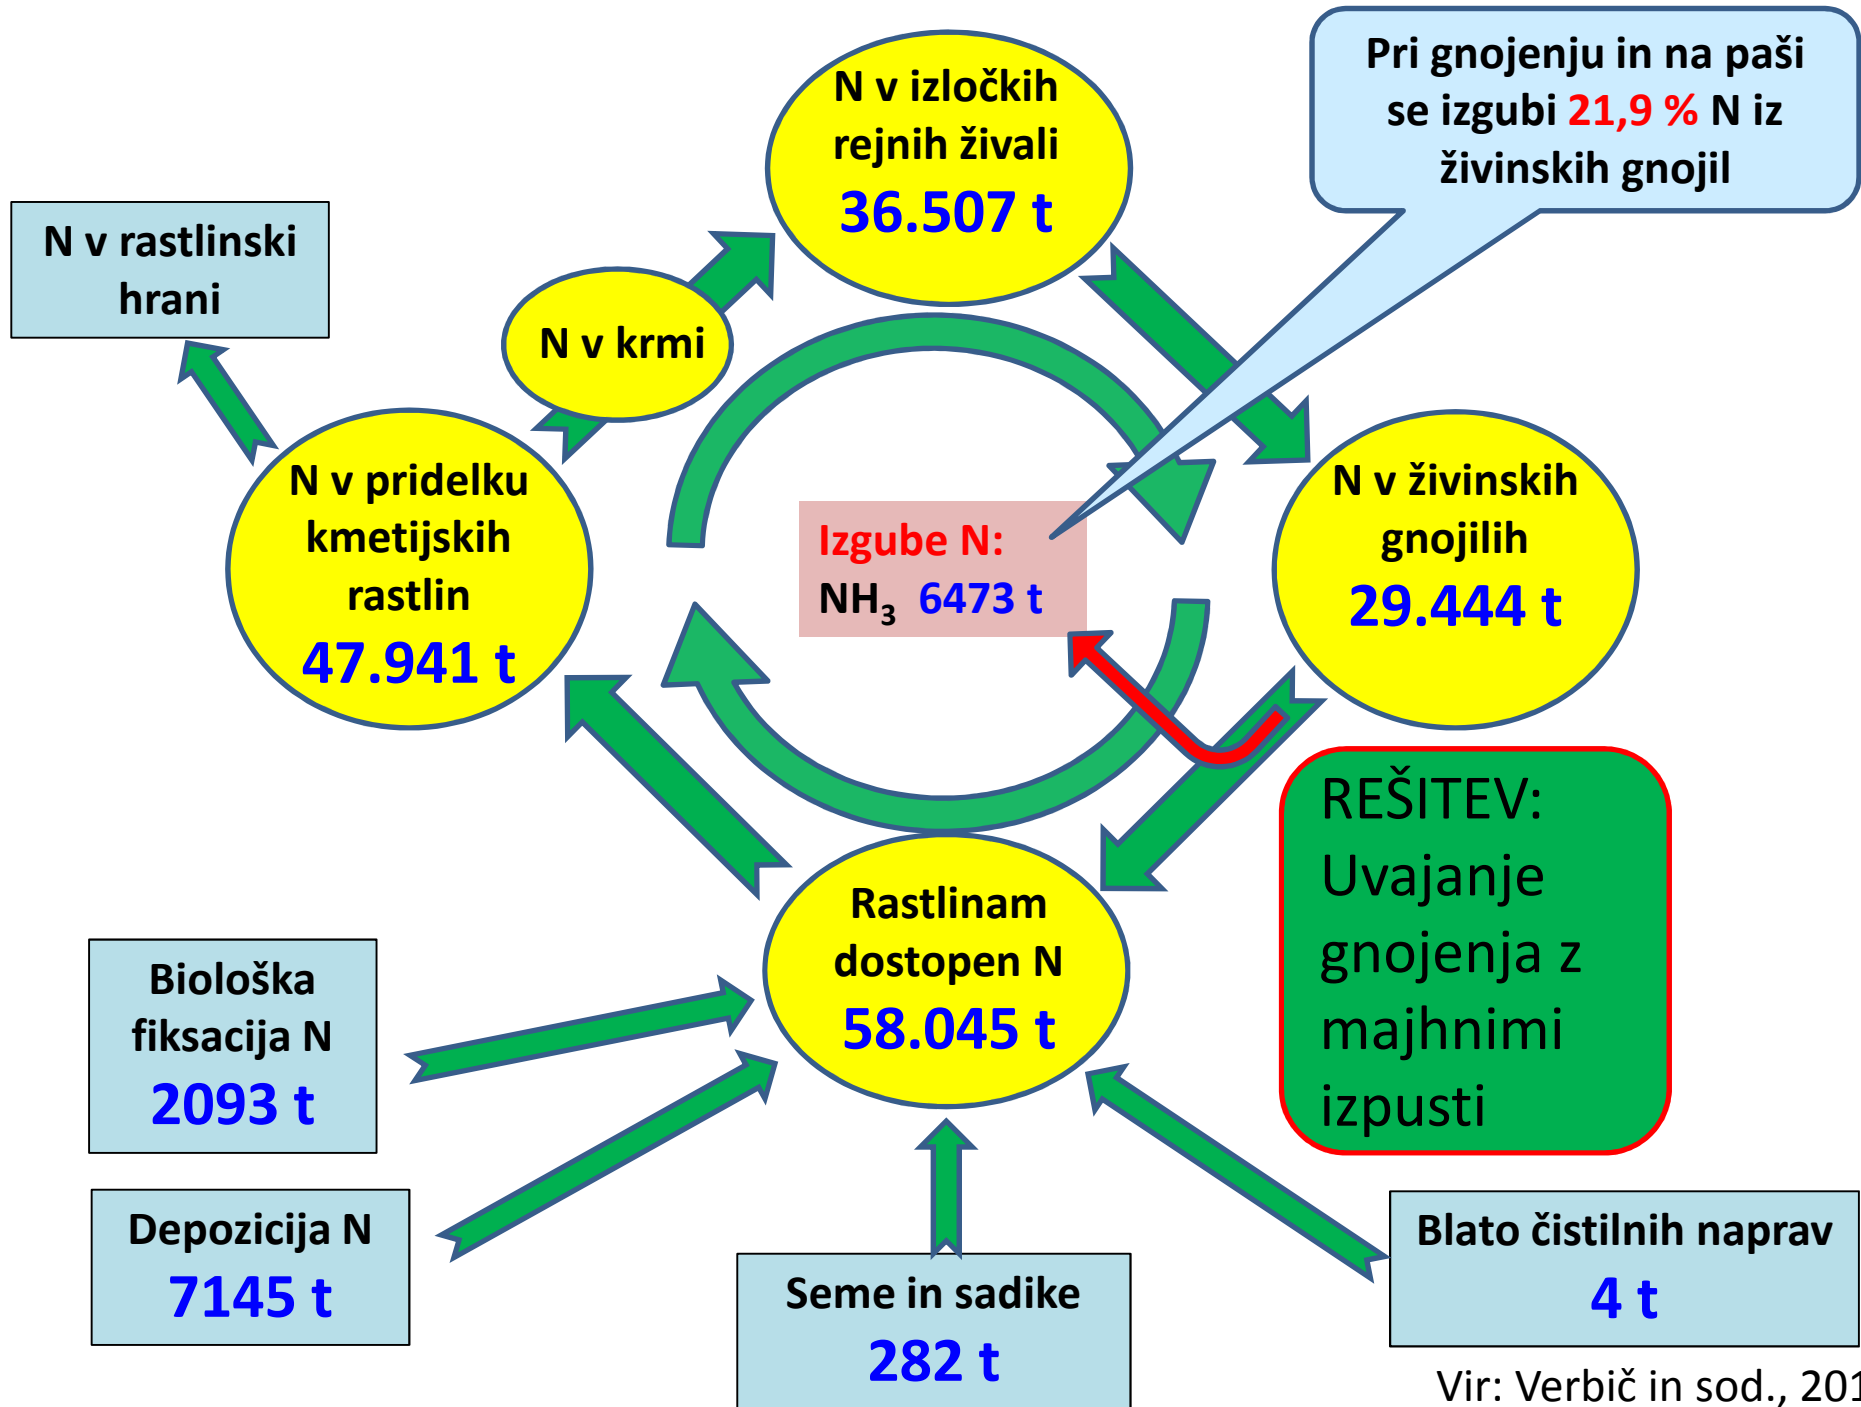 N v izločkih
rejnih živali
36.507 t
Pri gnojenju in na paši
se izgubi 21,9 % N iz
živinskih gnojil
N v rastlinski
hrani
N v krmi
N v pridelku
kmetijskih
rastlin
47.941 t
Izgube N:
NH₃ 6473 t
N v živinskih
gnojilih
29.444 t
REŠITEV:
Uvajanje
gnojenja z
majhnimi
izpusti
Rastlinam
dostopen N
58.045 t
Biološka
fiksacija N
2093 t
Depozicija N
7145 t
Seme in sadike
282 t
Blato čistilnih naprav
4 t
Vir: Verbič in sod.,